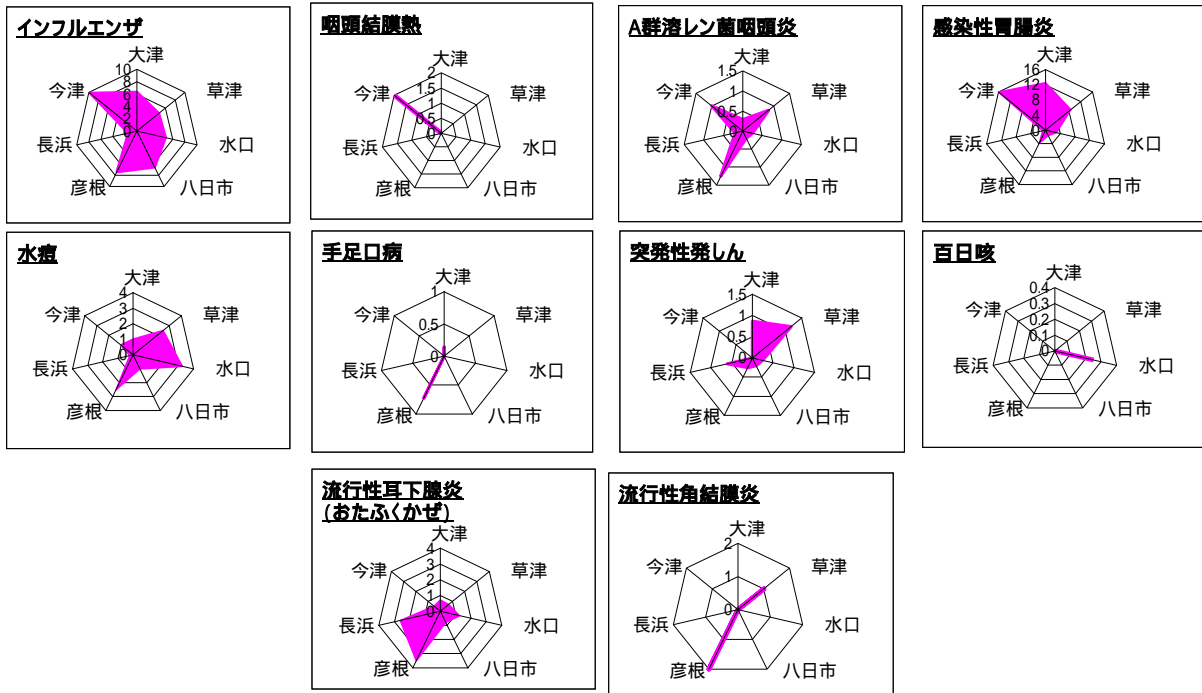 インフルエンザ
大津
草津
水口
八日市
彦根
長浜
今津
10
8
6
4
2
0
咽頭結膜熱
大津
草津
水口
八日市
彦根
長浜
今津
2
1.5
1
0.5
0
A群溶レン菌咽頭炎
大津
草津
水口
八日市
彦根
長浜
今津
1.5
1
0.5
0
感染性胃腸炎
大津
草津
水口
八日市
彦根
長浜
今津
16
12
8
4
0
水痘
大津
草津
水口
八日市
彦根
長浜
今津
4
3
2
1
0
手足口病
大津
草津
水口
八日市
彦根
長浜
今津
1
0.5
0
突発性発しん
大津
草津
水口
八日市
彦根
長浜
今津
1.5
1
0.5
0
百日咳
大津
草津
水口
八日市
彦根
長浜
今津
0.4
0.3
0.2
0.1
0
流行性耳下腺炎
(おたふくかぜ)
大津
草津
水口
八日市
彦根
長浜
今津
4
3
2
1
0
流行性角結膜炎
大津
草津
水口
八日市
彦根
長浜
今津
2
1
0